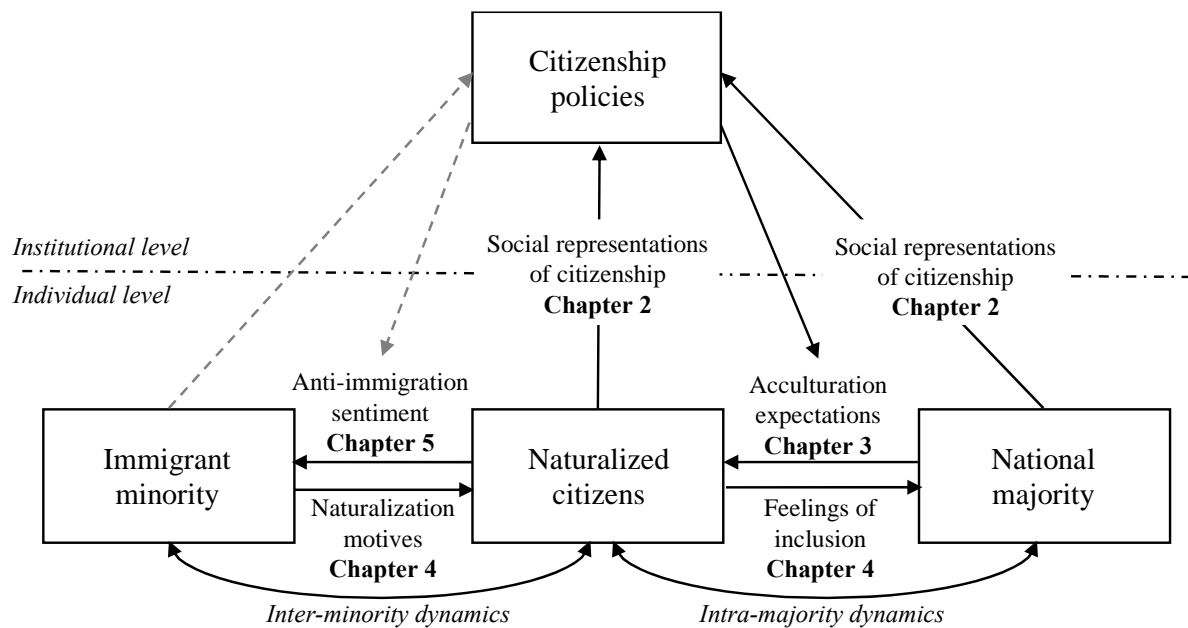 Citizenship
policies
Institutional level
Individual level
Social representations
of citizenship
Chapter 2
Social representations
of citizenship
Chapter 2
Anti-immigration
sentiment
Chapter 5
Acculturation
expectations
Chapter 3
Immigrant
minority
Naturalized
citizens
National
majority
Naturalization
motives
Chapter 4
Feelings of
inclusion
Chapter 4
Inter-minority dynamics
Intra-majority dynamics